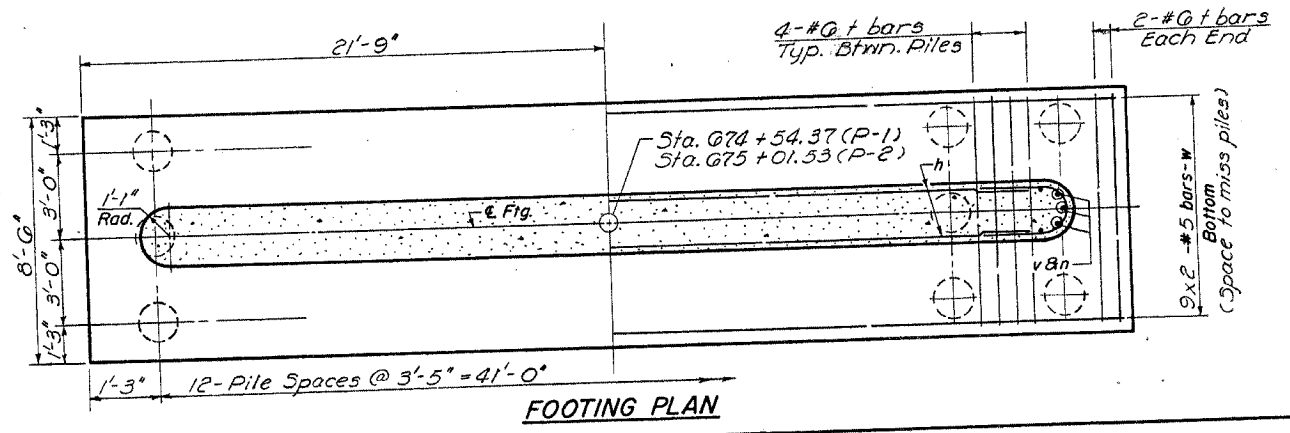 21'-9"
4-#6 t bars
Typ. Btwn. Piles
2-#6 t bars
Each End
1'-3"
3'-0"
3'-0"
1'-3"
8'-6"
1'-1"
Rad.
℄ Ftg.
Sta. 674 + 54.37 (P-1)
Sta. 675 + 01.53 (P-2)
h
v & n
9x2 - #5 bars-w
Bottom
(Space to miss piles)
1'-3"
12-Pile Spaces @ 3'-5" = 41'-0"
FOOTING PLAN